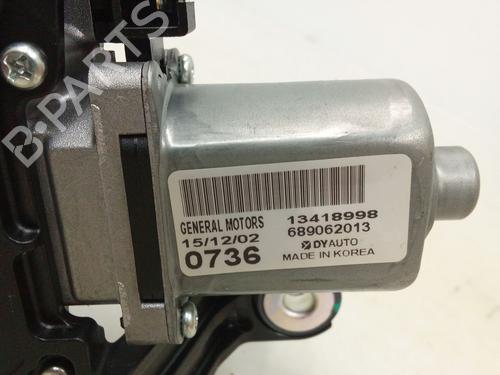 B-PARTS
GENERAL MOTORS 13418998
15/12/02 689062013
0736 DYAUTO
MADE IN KOREA